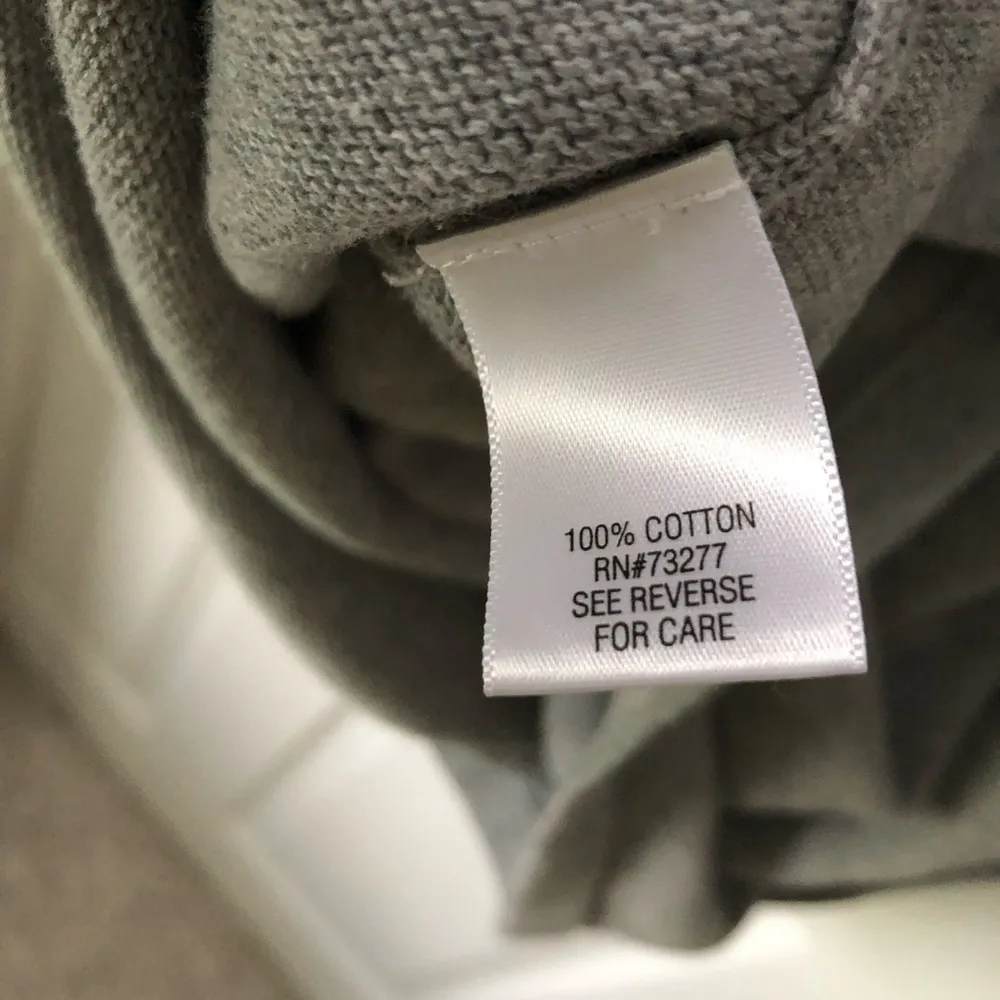 100% COTTON
RN#73277
SEE REVERSE
FOR CARE